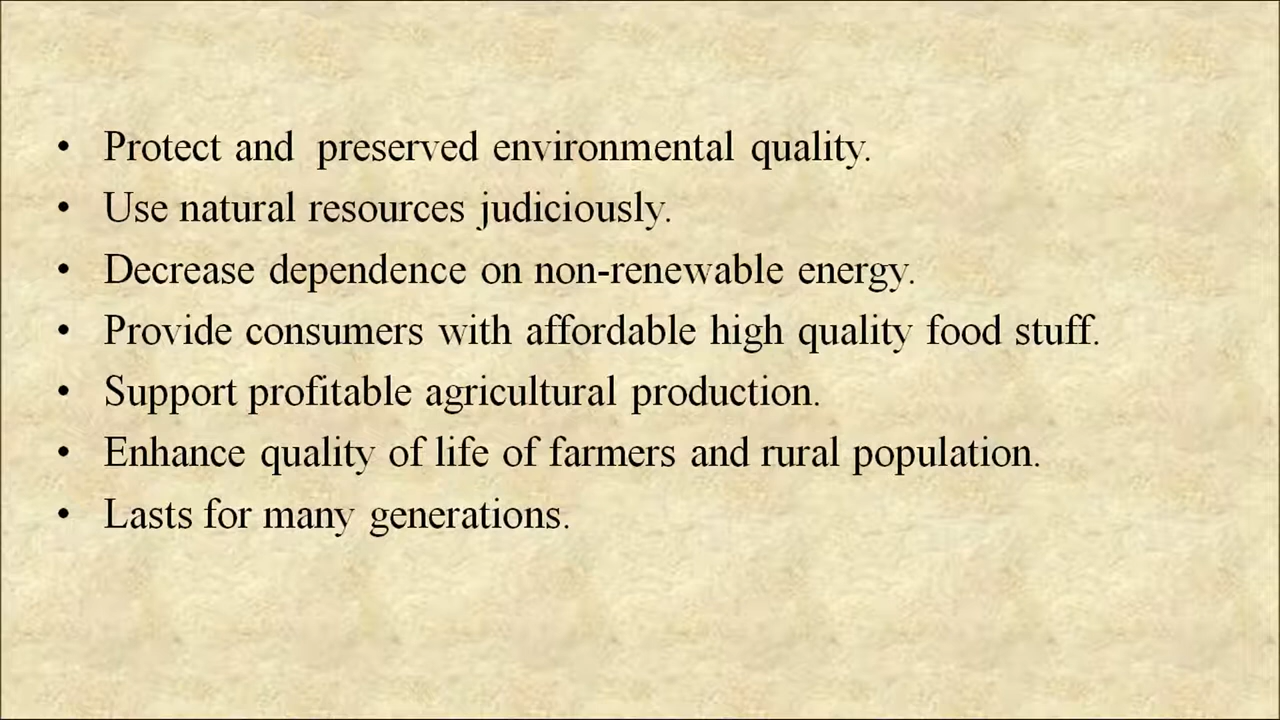 • Protect and preserved environmental quality.
• Use natural resources judiciously.
• Decrease dependence on non-renewable energy.
• Provide consumers with affordable high quality food stuff.
• Support profitable agricultural production.
• Enhance quality of life of farmers and rural population.
• Lasts for many generations.